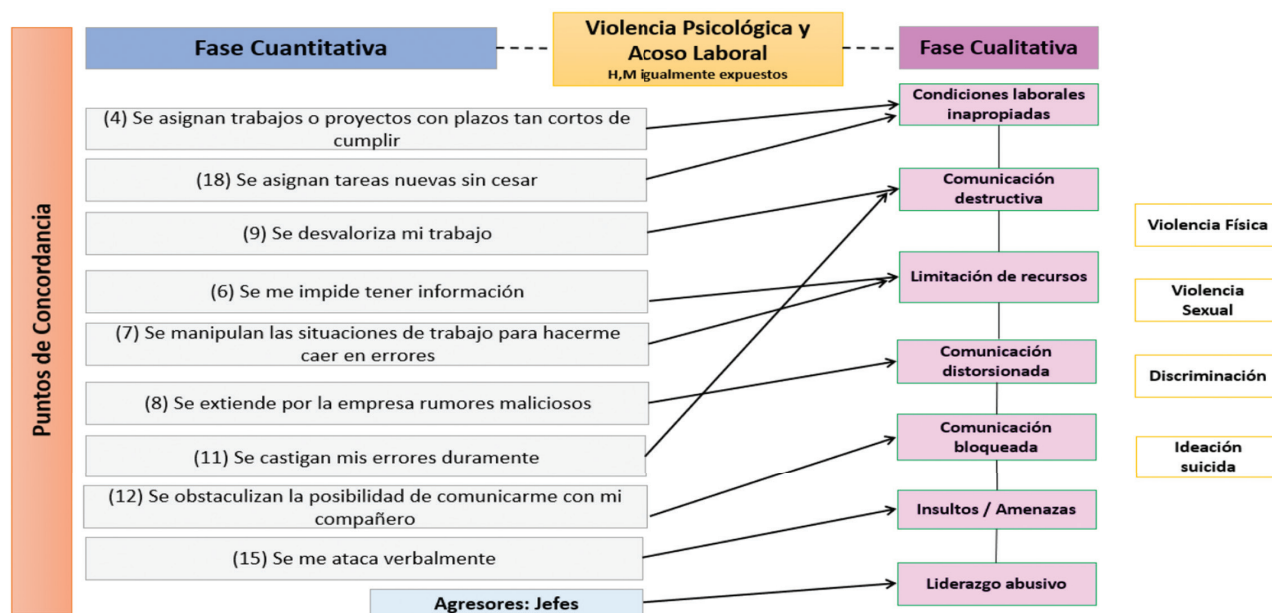 Puntos de Concordancia
Fase Cuantitativa
Violencia Psicológica y
Acoso Laboral
H,M igualmente expuestos
Fase Cualitativa
(4) Se asignan trabajos o proyectos con plazos tan cortos de
cumplir
(18) Se asignan tareas nuevas sin cesar
(9) Se desvaloriza mi trabajo
(6) Se me impide tener información
(7) Se manipulan las situaciones de trabajo para hacerme
caer en errores
(8) Se extiende por la empresa rumores maliciosos
(11) Se castigan mis errores duramente
(12) Se obstaculizan la posibilidad de comunicarme con mi
compañero
(15) Se me ataca verbalmente
Agresores: Jefes
Condiciones laborales
inapropiadas
Comunicación
destructiva
Limitación de recursos
Comunicación
distorsionada
Comunicación
bloqueada
Insultos / Amenazas
Liderazgo abusivo
Violencia Física
Violencia
Sexual
Discriminación
Ideación
suicida